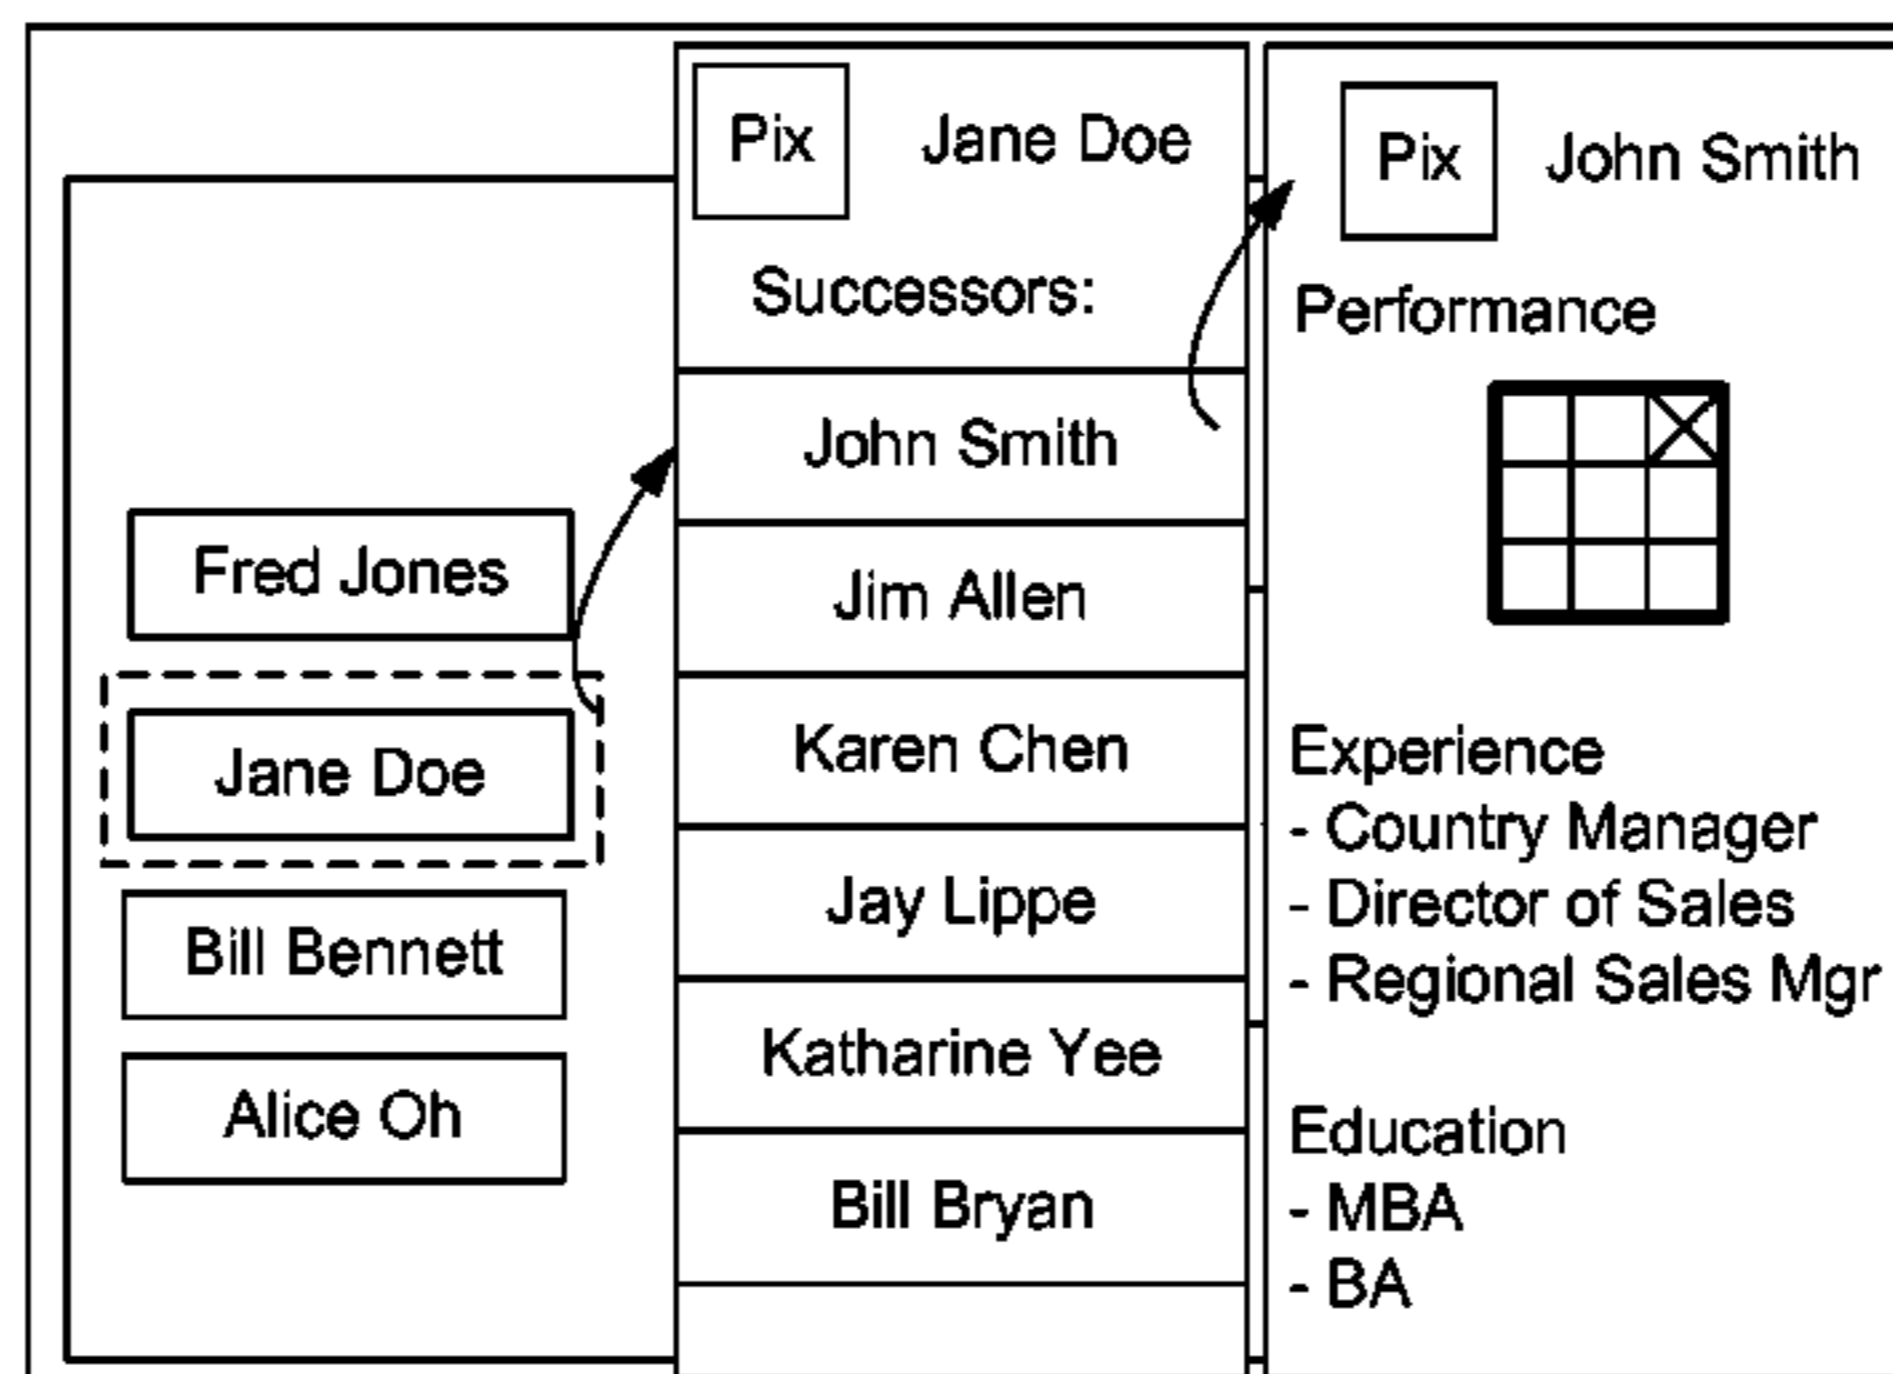 Fred Jones
Jane Doe
Bill Bennett
Alice Oh
Pix
Jane Doe
Successors:
John Smith
Jim Allen
Karen Chen
Jay Lippe
Katharine Yee
Bill Bryan
Pix
John Smith
Performance
Experience
- Country Manager
- Director of Sales
- Regional Sales Mgr
Education
- MBA
- BA